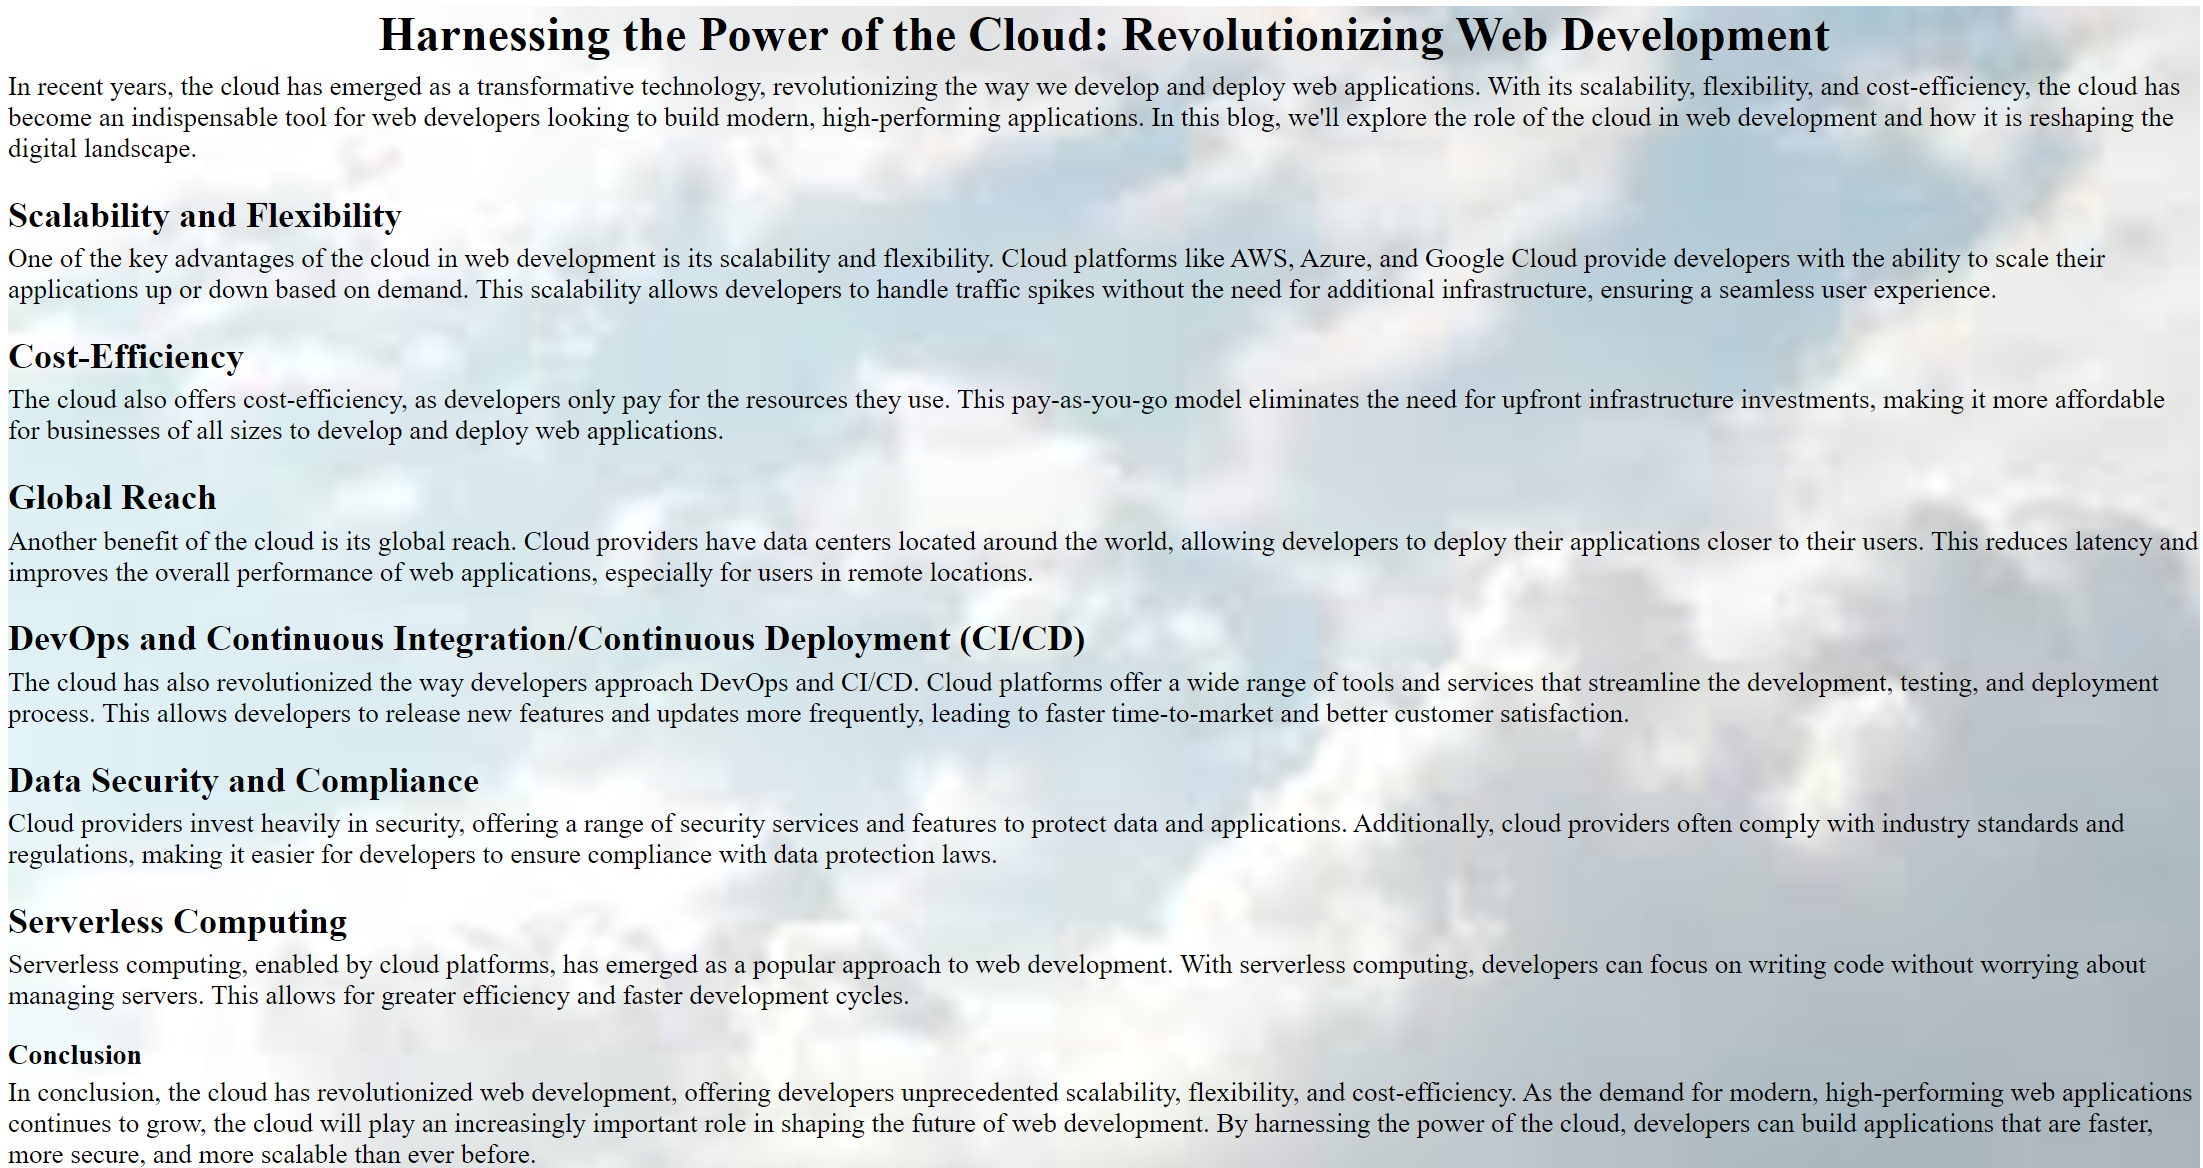 Harnessing the Power of the Cloud: Revolutionizing Web Development
In recent years, the cloud has emerged as a transformative technology, revolutionizing the way we develop and deploy web applications. With its scalability, flexibility, and cost-efficiency, the cloud has
become an indispensable tool for web developers looking to build modern, high-performing applications. In this blog, we'll explore the role of the cloud in web development and how it is reshaping the
digital landscape.
Scalability and Flexibility
One of the key advantages of the cloud in web development is its scalability and flexibility. Cloud platforms like AWS, Azure, and Google Cloud provide developers with the ability to scale their
applications up or down based on demand. This scalability allows developers to handle traffic spikes without the need for additional infrastructure, ensuring a seamless user experience.
Cost-Efficiency
The cloud also offers cost-efficiency, as developers only pay for the resources they use. This pay-as-you-go model eliminates the need for upfront infrastructure investments, making it more affordable
for businesses of all sizes to develop and deploy web applications.
Global Reach
Another benefit of the cloud is its global reach. Cloud providers have data centers located around the world, allowing developers to deploy their applications closer to their users. This reduces latency and
improves the overall performance of web applications, especially for users in remote locations.
DevOps and Continuous Integration/Continuous Deployment (CI/CD)
The cloud has also revolutionized the way developers approach DevOps and CI/CD. Cloud platforms offer a wide range of tools and services that streamline the development, testing, and deployment
process. This allows developers to release new features and updates more frequently, leading to faster time-to-market and better customer satisfaction.
Data Security and Compliance
Cloud providers invest heavily in security, offering a range of security services and features to protect data and applications. Additionally, cloud providers often comply with industry standards and
regulations, making it easier for developers to ensure compliance with data protection laws.
Serverless Computing
Serverless computing, enabled by cloud platforms, has emerged as a popular approach to web development. With serverless computing, developers can focus on writing code without worrying about
managing servers. This allows for greater efficiency and faster development cycles.
Conclusion
In conclusion, the cloud has revolutionized web development, offering developers unprecedented scalability, flexibility, and cost-efficiency. As the demand for modern, high-performing web applications
continues to grow, the cloud will play an increasingly important role in shaping the future of web development. By harnessing the power of the cloud, developers can build applications that are faster,
more secure, and more scalable than ever before.